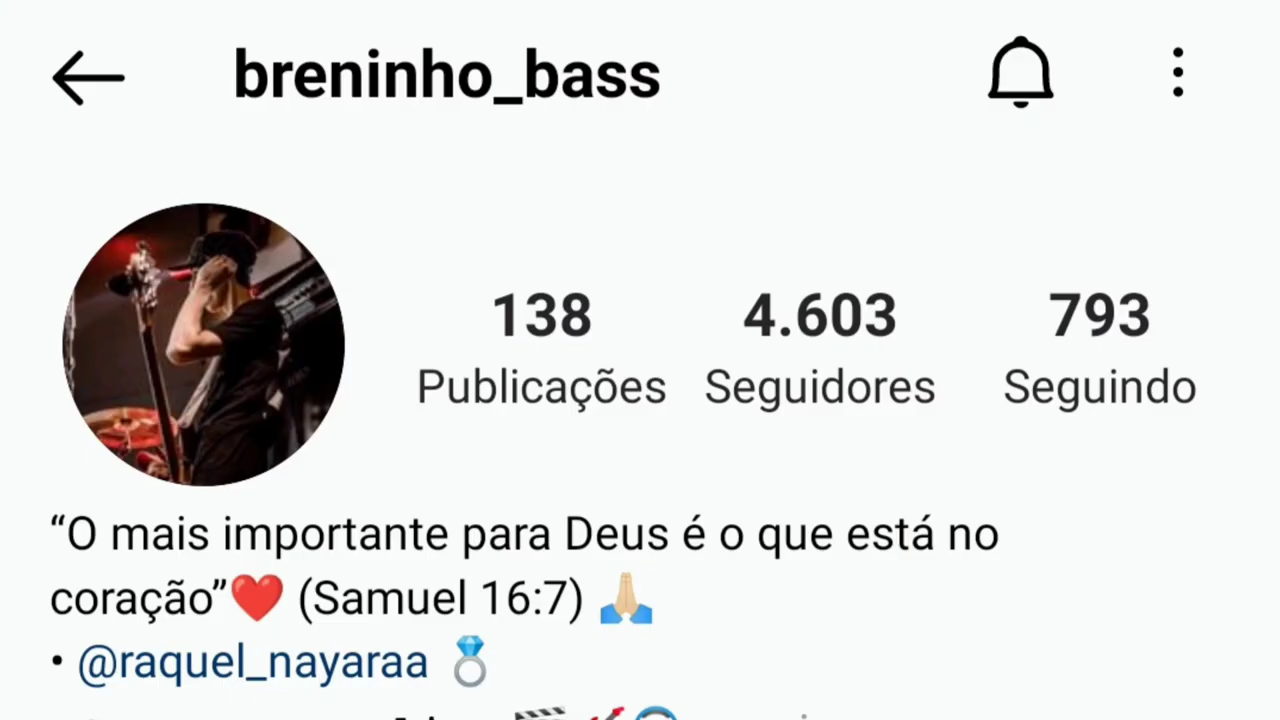 breninho_bass
138 4.603 793
Publicações Seguidores Seguindo
“O mais importante para Deus é o que está no
coração”❤️ (Samuel 16:7) 🙏🏼
• @raquel_nayaraa 💍